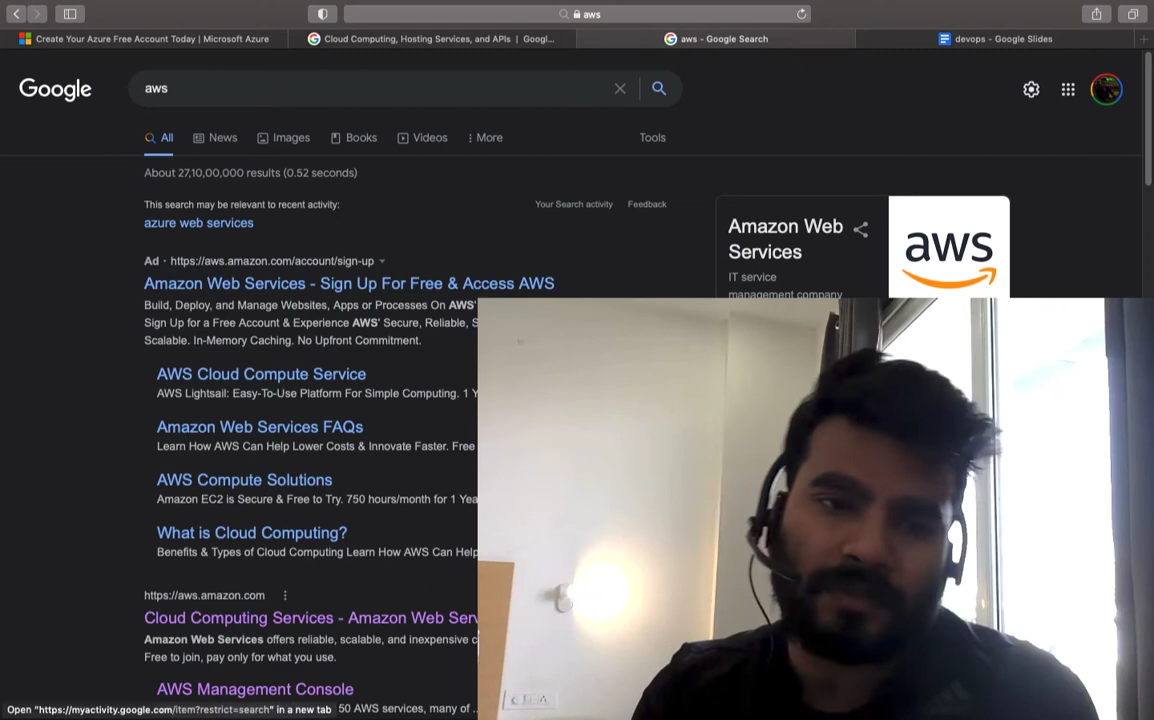 aws
Create Your Azure Free Account Today | Microsoft Azure
Cloud Computing, Hosting Services, and APIs | Googl...
aws - Google Search
devops - Google Slides
Google
aws
All
News
Images
Books
Videos
More
Tools
About 27,10,00,000 results (0.52 seconds)
This search may be relevant to recent activity:
Your Search activity
Feedback
azure web services
Ad · https://aws.amazon.com/account/sign-up
Amazon Web Services - Sign Up For Free & Access AWS
Build, Deploy, and Manage Websites, Apps or Processes On AWS'
Sign Up for a Free Account & Experience AWS' Secure, Reliable, S
Scalable. In-Memory Caching. No Upfront Commitment.
AWS Cloud Compute Service
AWS Lightsail: Easy-To-Use Platform For Simple Computing. 1 Y
Amazon Web Services FAQs
Learn How AWS Can Help Lower Costs & Innovate Faster. Free
AWS Compute Solutions
Amazon EC2 is Secure & Free to Try. 750 hours/month for 1 Yea
What is Cloud Computing?
Benefits & Types of Cloud Computing Learn How AWS Can Help
https://aws.amazon.com
Cloud Computing Services - Amazon Web Serv
Amazon Web Services offers reliable, scalable, and inexpensive c
Free to join, pay only for what you use.
AWS Management Console
50 AWS services, many of ...
Open "https://myactivity.google.com/item?restrict=search" in a new tab
Amazon Web
Services
IT service
management company
aws